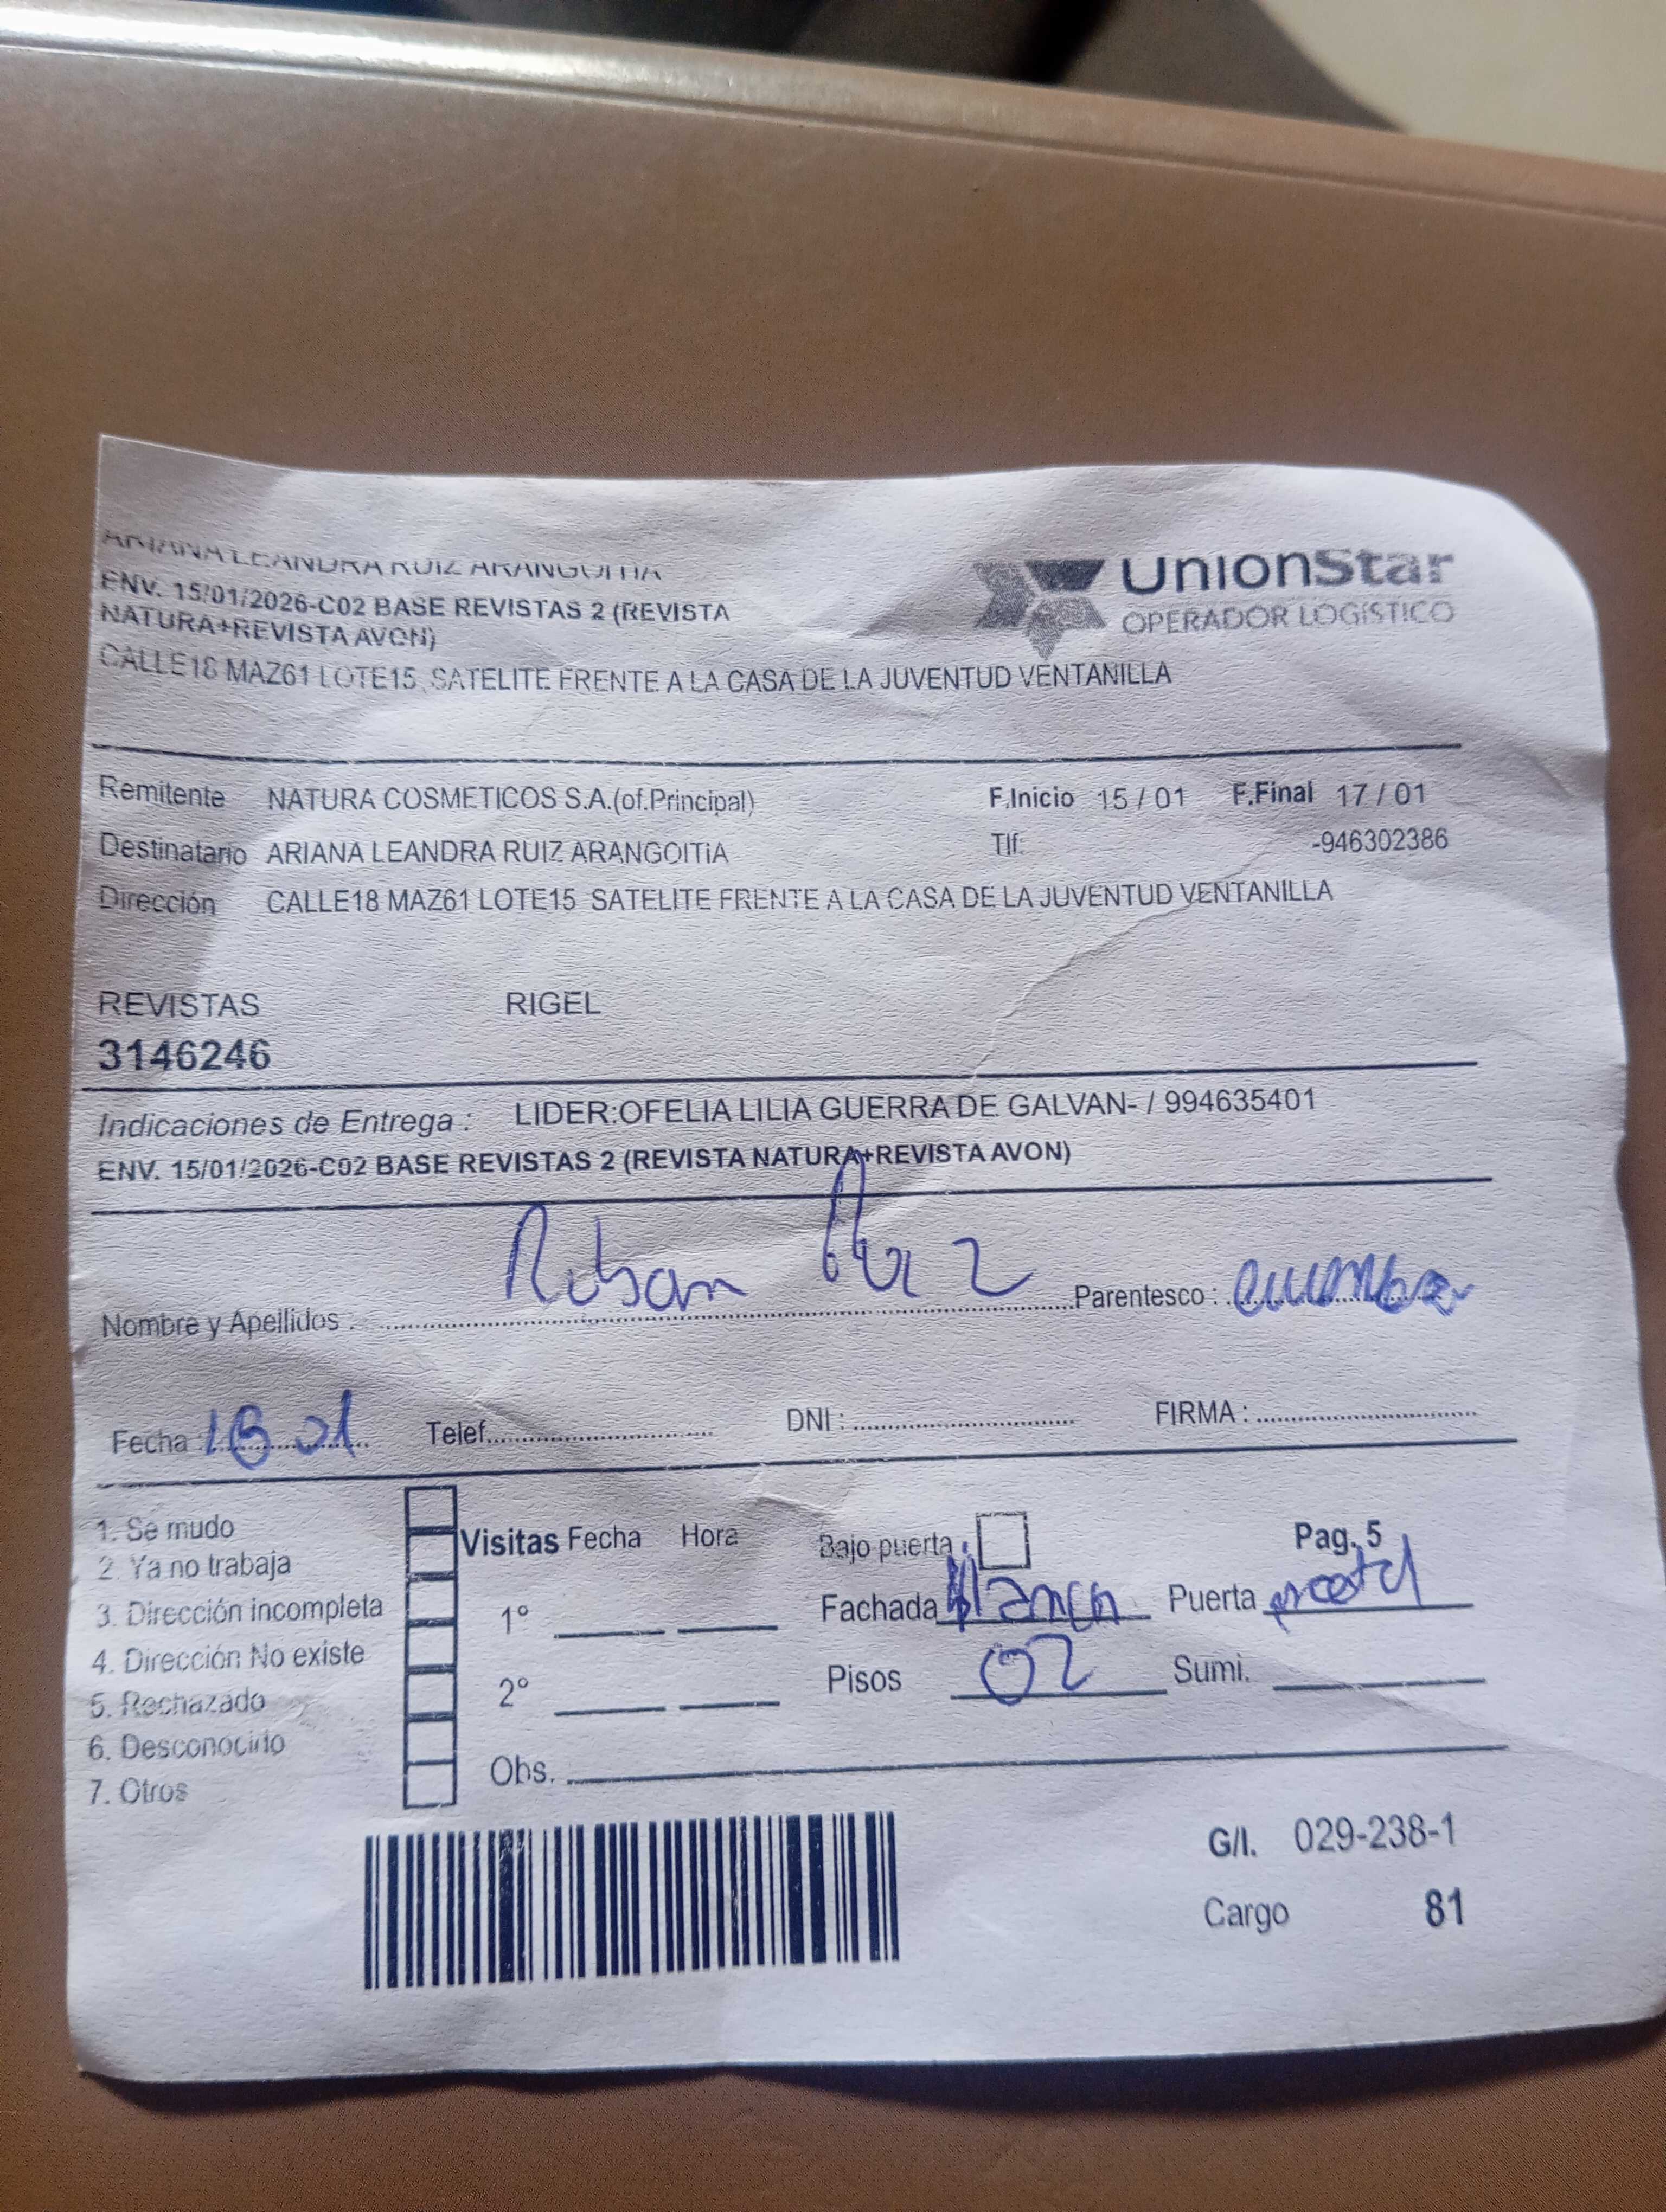 ARIANA LEANDRA RUIZ ARANGOITIA
UnionStar
OPERADOR LOGÍSTICO
ENV. 15/01/2026-C02 BASE REVISTAS 2 (REVISTA
NATURA+REVISTA AVON)
CALLE18 MAZ61 LOTE15 SATELITE FRENTE A LA CASA DE LA JUVENTUD VENTANILLA
Remitente NATURA COSMETICOS S.A.(of.Principal) F.Inicio 15 / 01 F.Final 17 / 01
Destinatario ARIANA LEANDRA RUIZ ARANGOITiA Tlf: -946302386
Dirección CALLE18 MAZ61 LOTE15 SATELITE FRENTE A LA CASA DE LA JUVENTUD VENTANILLA
REVISTAS RIGEL
3146246
Indicaciones de Entrega : LIDER:OFELIA LILIA GUERRA DE GALVAN- / 994635401
ENV. 15/01/2026-C02 BASE REVISTAS 2 (REVISTA NATURA+REVISTA AVON)
Nombre y Apellidos : Parentesco :
Fecha : Telef. DNI : FIRMA :
1. Se mudo
2. Ya no trabaja
3. Dirección incompleta
4. Dirección No existe
5. Rechazado
6. Desconocido
7. Otros
Visitas Fecha Hora
1°
2°
Obs.
Bajo puerta : Pag. 5
Fachada Blanca Puerta
Pisos 02 Sumi.
G/I. 029-238-1
Cargo 81